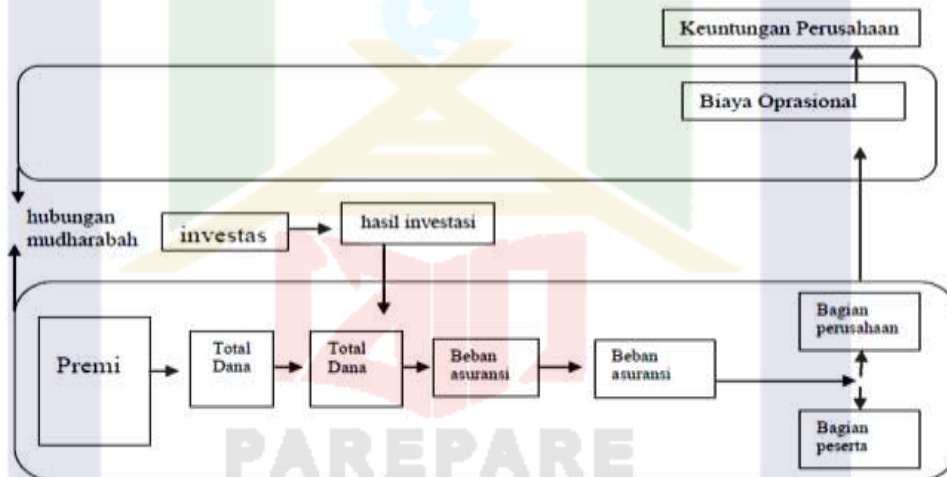 Keuntungan Perusahaan
Biaya Oprasional
hubungan
mudharabah
investas
hasil investasi
Premi
Total
Dana
Total
Dana
Beban
asuransi
Beban
asuransi
Bagian
perusahaan
Bagian
peserta
PAREPARE